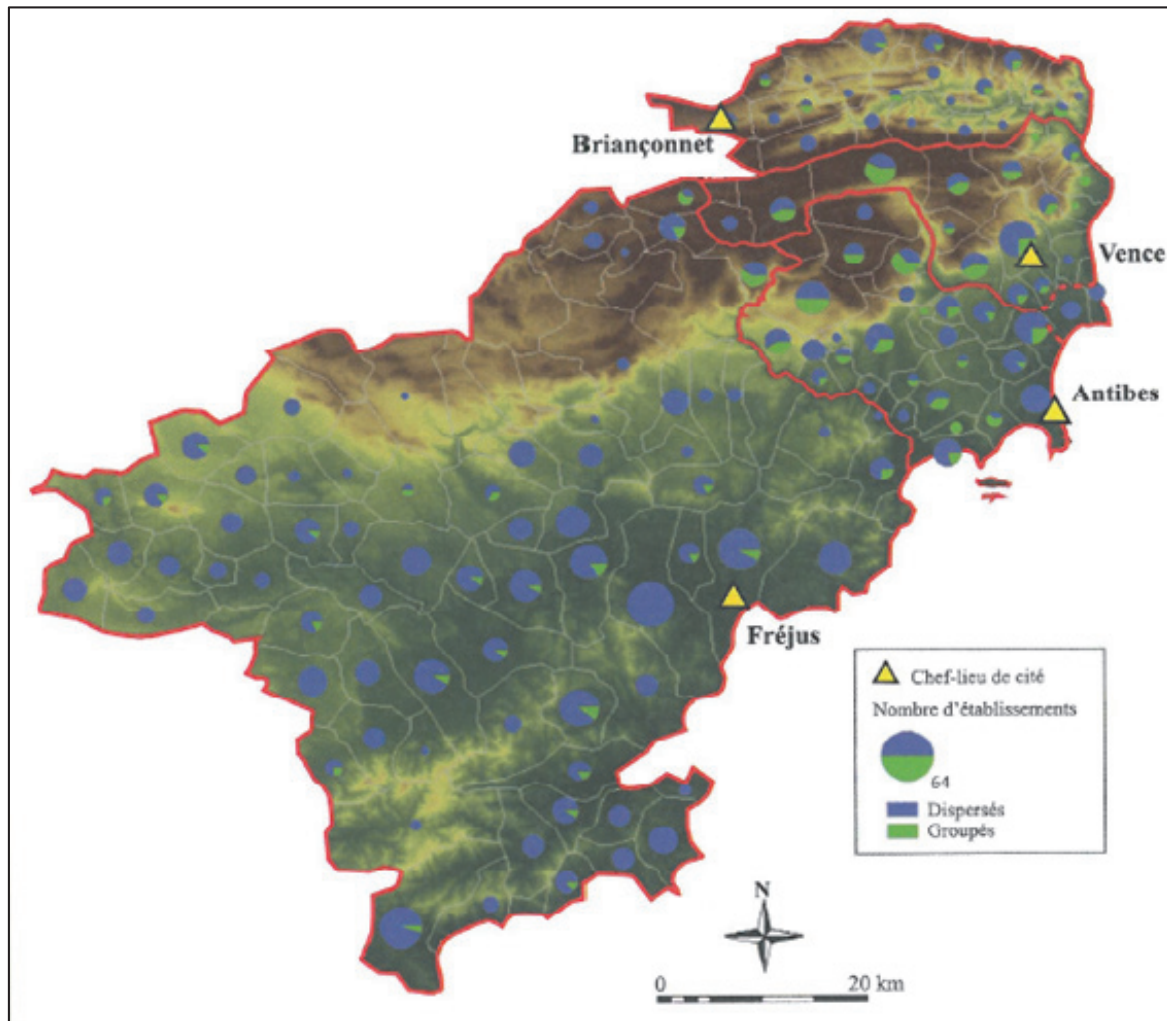 Briançonnet
Vence
Antibes
Fréjus
Chef-lieu de cité
Nombre d'établissements
64
Dispersés
Groupés
N
0 20 km